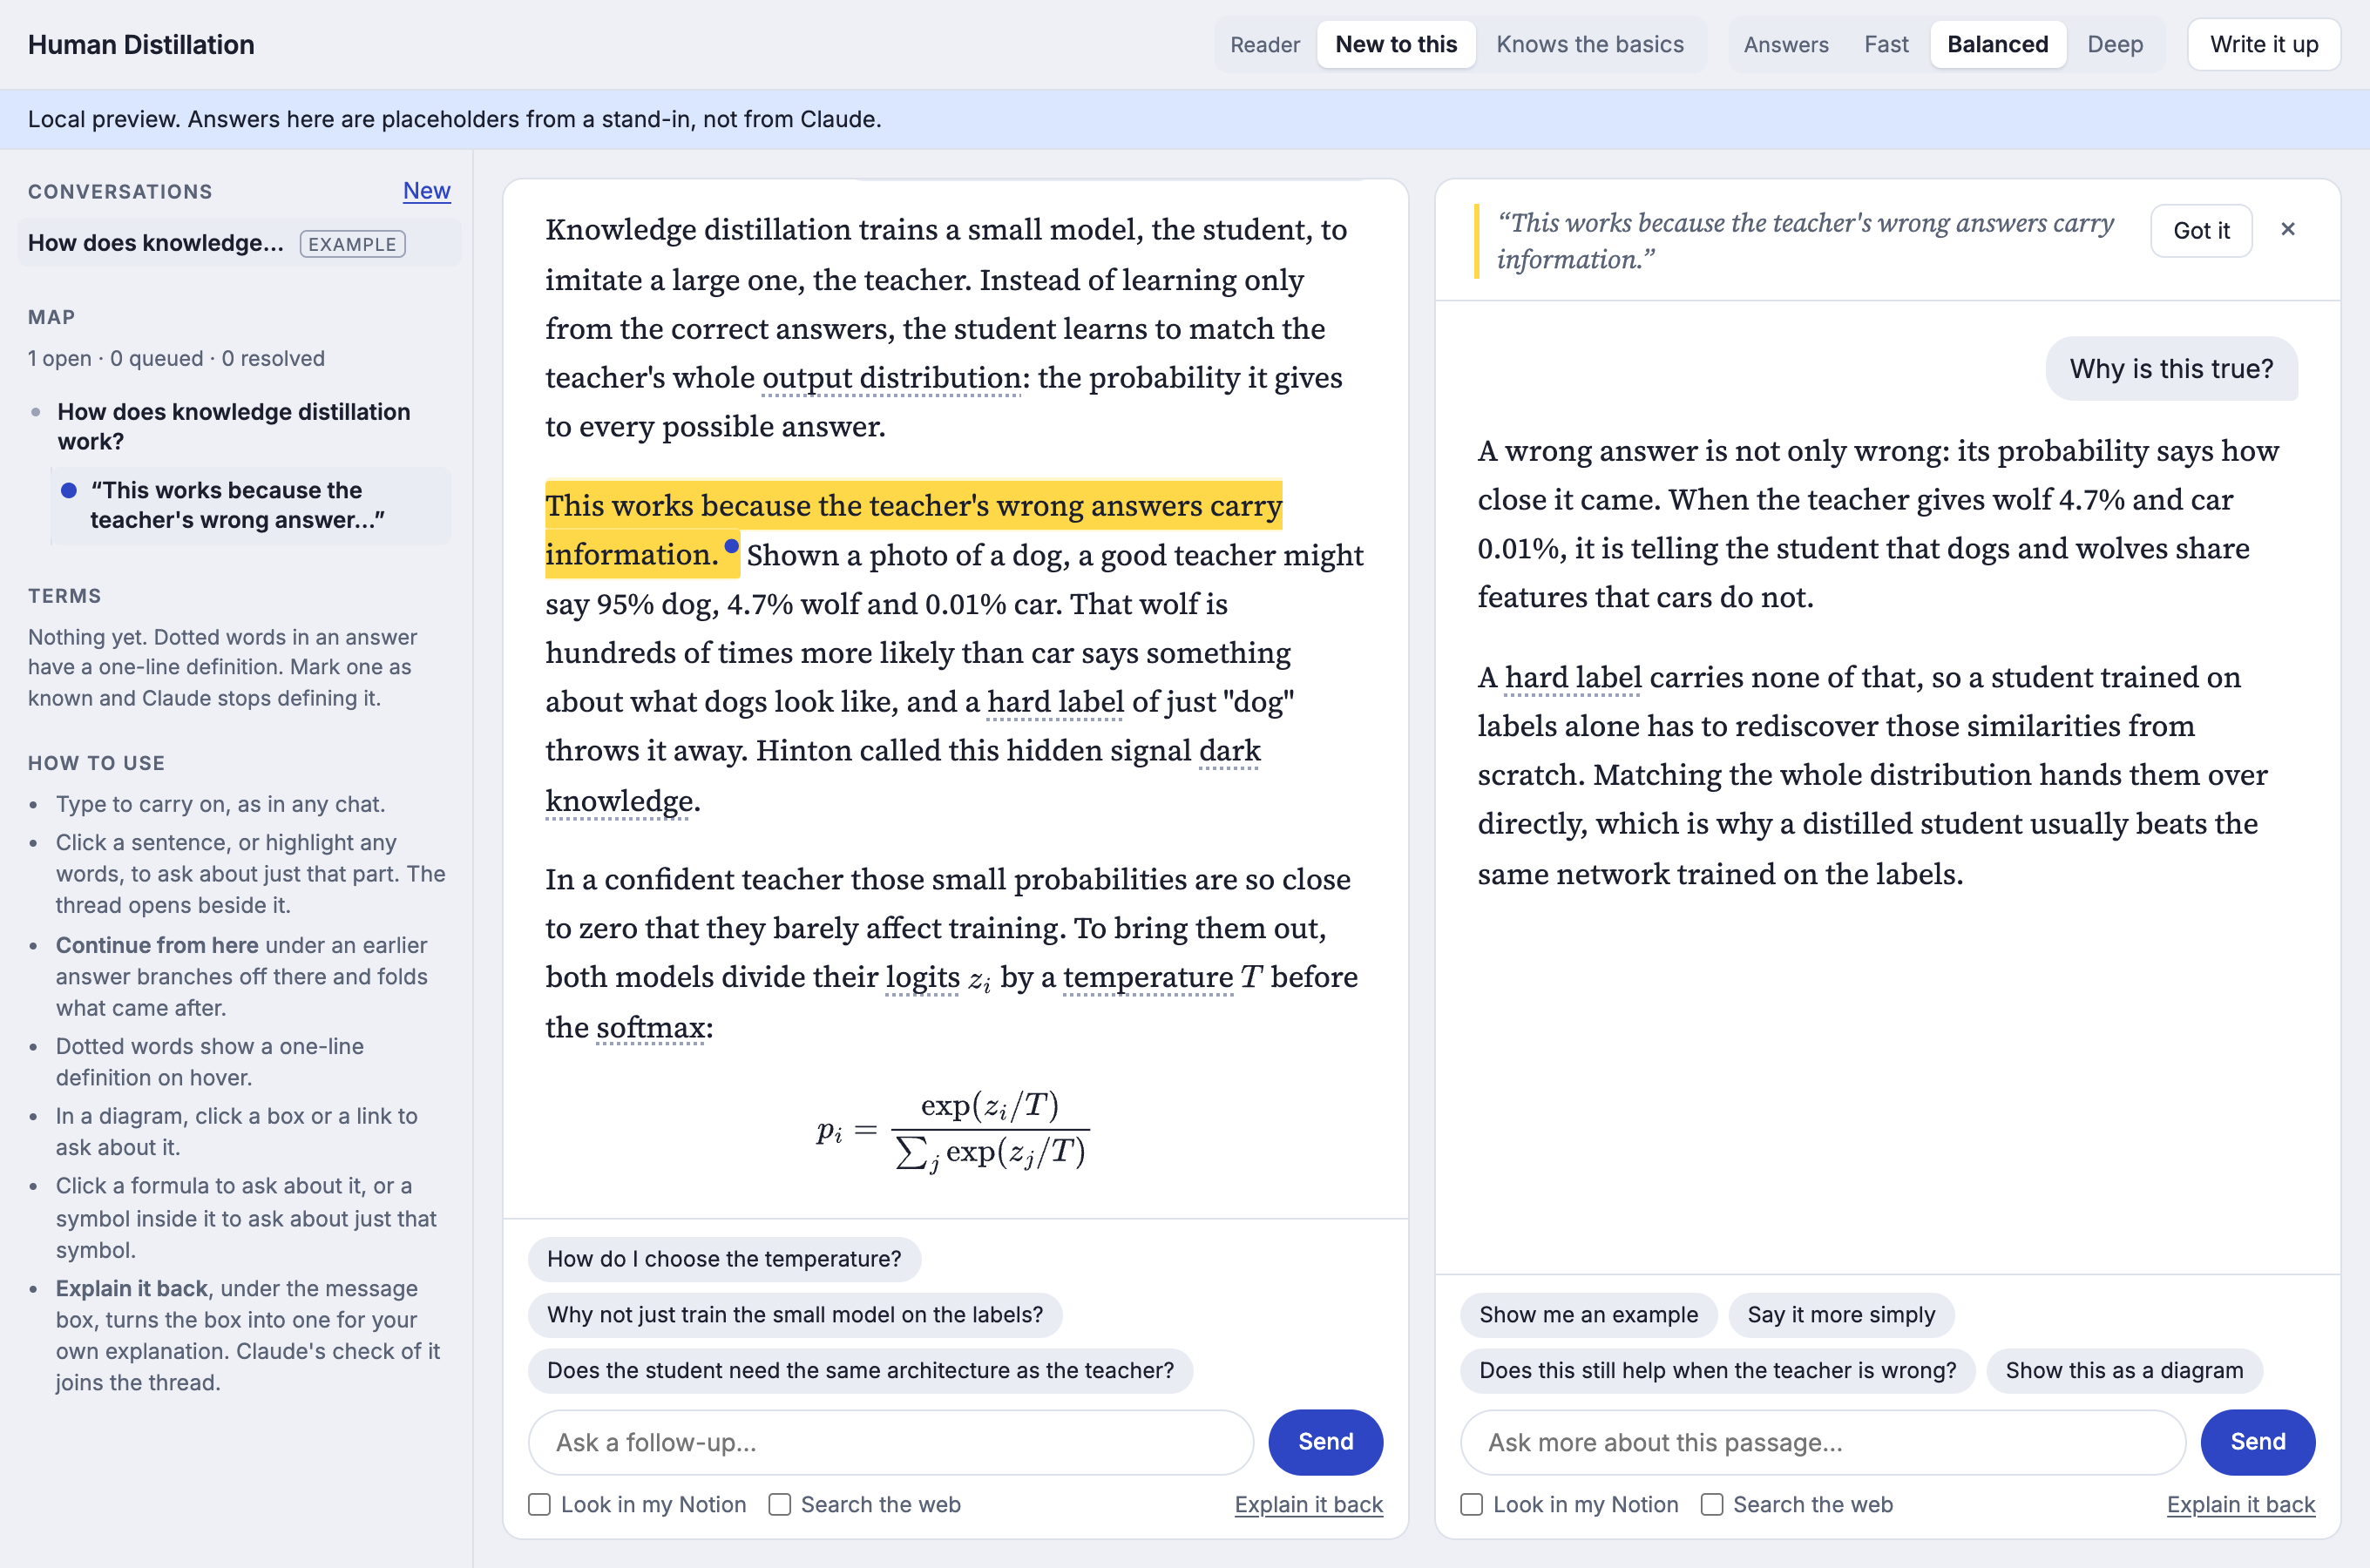 Human Distillation
Reader
New to this
Knows the basics
Answers
Fast
Balanced
Deep
Write it up
Local preview. Answers here are placeholders from a stand-in, not from Claude.
CONVERSATIONS
New
How does knowledge...
EXAMPLE
MAP
1 open · 0 queued · 0 resolved
How does knowledge distillation
work?
“This works because the
teacher's wrong answer...”
TERMS
Nothing yet. Dotted words in an answer
have a one-line definition. Mark one as
known and Claude stops defining it.
HOW TO USE
• Type to carry on, as in any chat.
• Click a sentence, or highlight any
words, to ask about just that part. The
thread opens beside it.
• Continue from here under an earlier
answer branches off there and folds
what came after.
• Dotted words show a one-line
definition on hover.
• In a diagram, click a box or a link to
ask about it.
• Click a formula to ask about it, or a
symbol inside it to ask about just that
symbol.
• Explain it back, under the message
box, turns the box into one for your
own explanation. Claude's check of it
joins the thread.
Knowledge distillation trains a small model, the student, to
imitate a large one, the teacher. Instead of learning only
from the correct answers, the student learns to match the
teacher's whole output distribution: the probability it gives
to every possible answer.
This works because the teacher's wrong answers carry
information. Shown a photo of a dog, a good teacher might
say 95% dog, 4.7% wolf and 0.01% car. That wolf is
hundreds of times more likely than car says something
about what dogs look like, and a hard label of just "dog"
throws it away. Hinton called this hidden signal dark
knowledge.
In a confident teacher those small probabilities are so close
to zero that they barely affect training. To bring them out,
both models divide their logits z_i by a temperature T before
the softmax:
p_i = exp(z_i/T) / ∑_j exp(z_j/T)
How do I choose the temperature?
Why not just train the small model on the labels?
Does the student need the same architecture as the teacher?
Ask a follow-up...
Send
Look in my Notion
Search the web
Explain it back
“This works because the teacher's wrong answers carry
information.”
Got it
×
Why is this true?
A wrong answer is not only wrong: its probability says how
close it came. When the teacher gives wolf 4.7% and car
0.01%, it is telling the student that dogs and wolves share
features that cars do not.
A hard label carries none of that, so a student trained on
labels alone has to rediscover those similarities from
scratch. Matching the whole distribution hands them over
directly, which is why a distilled student usually beats the
same network trained on the labels.
Show me an example
Say it more simply
Does this still help when the teacher is wrong?
Show this as a diagram
Ask more about this passage...
Send
Look in my Notion
Search the web
Explain it back